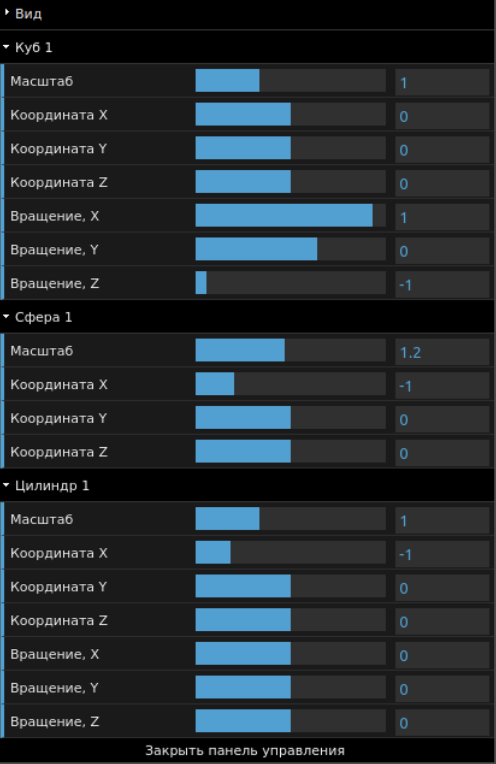 Вид
Куб 1
Масштаб 1
Координата X 0
Координата Y 0
Координата Z 0
Вращение, X 1
Вращение, Y 0
Вращение, Z -1
Сфера 1
Масштаб 1.2
Координата X -1
Координата Y 0
Координата Z 0
Цилиндр 1
Масштаб 1
Координата X -1
Координата Y 0
Координата Z 0
Вращение, X 0
Вращение, Y 0
Вращение, Z 0
Закрыть панель управления